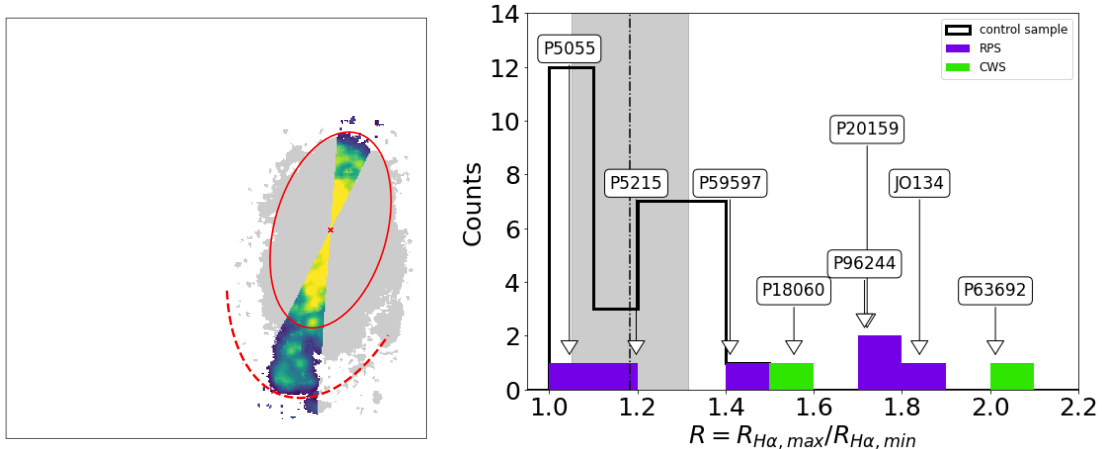 14
12
10
8
6
4
2
0
Counts
P5055
control sample
RPS
CWS
P20159
P5215
P59597
JO134
P96244
P18060
P63692
1.0 1.2 1.4 1.6 1.8 2.0 2.2
R = R_{Hα, max}/R_{Hα, min}